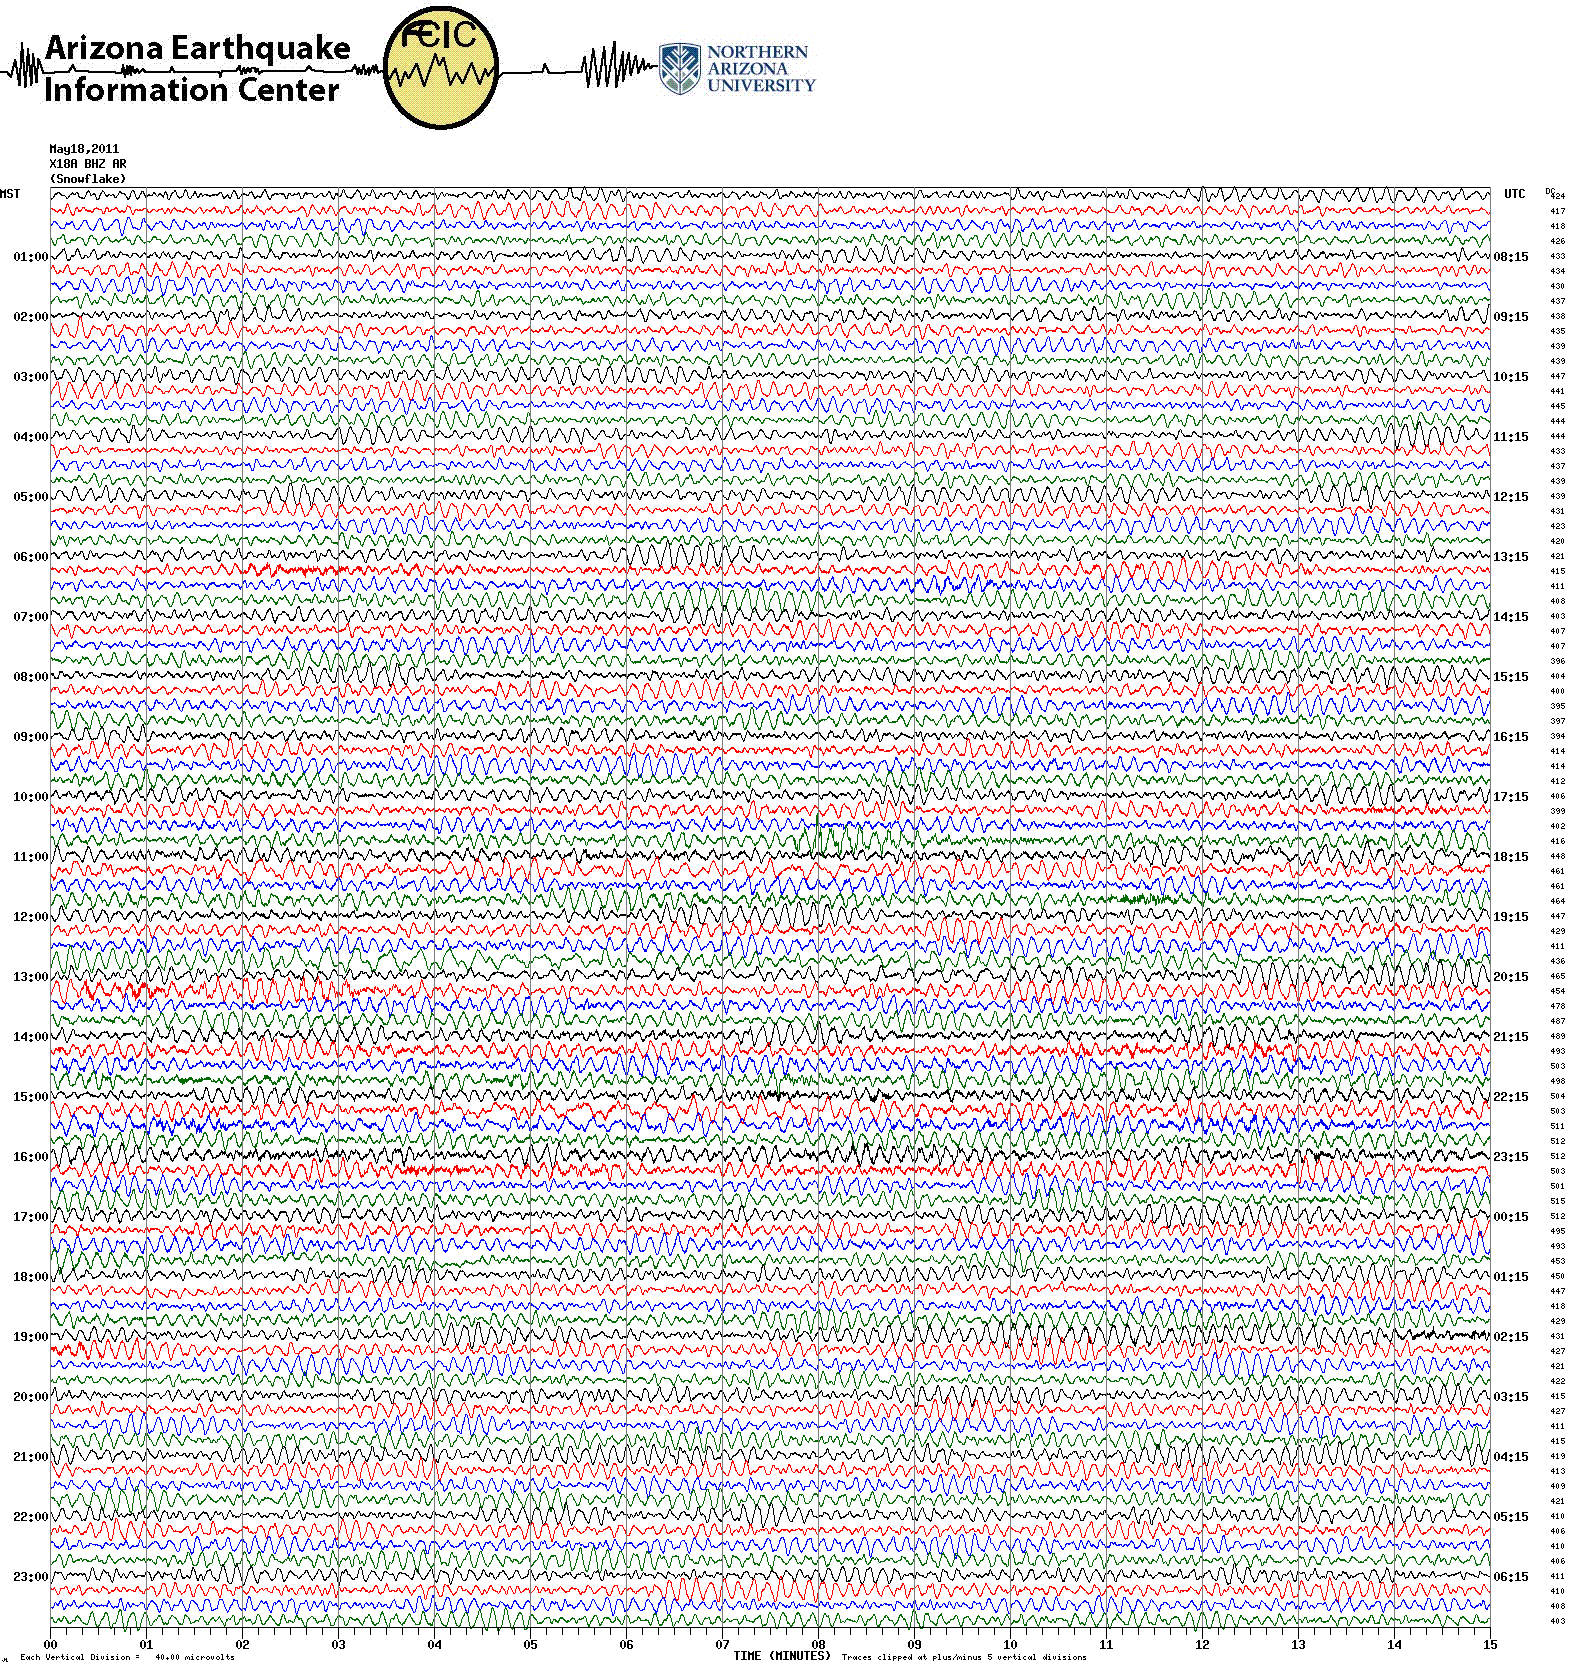 Arizona Earthquake
Information Center
ÆEIC
NORTHERN
ARIZONA
UNIVERSITY
May18,2011
X18A BHZ AR
(Snowflake)
MST UTC DC
424
417
418
426
01:00 08:15 433
434
430
437
02:00 09:15 438
435
439
439
03:00 10:15 447
441
445
444
04:00 11:15 444
433
437
439
05:00 12:15 439
431
423
420
06:00 13:15 421
415
411
408
07:00 14:15 403
407
407
396
08:00 15:15 404
400
395
397
09:00 16:15 394
414
414
412
10:00 17:15 406
399
402
416
11:00 18:15 448
461
461
464
12:00 19:15 447
429
411
436
13:00 20:15 465
454
478
487
14:00 21:15 489
493
503
498
15:00 22:15 504
503
511
512
16:00 23:15 512
503
501
515
17:00 00:15 512
495
493
453
18:00 01:15 450
447
418
429
19:00 02:15 431
427
421
422
20:00 03:15 415
427
411
415
21:00 04:15 419
413
409
421
22:00 05:15 410
406
410
406
23:00 06:15 411
410
408
403
00 01 02 03 04 05 06 07 08 09 10 11 12 13 14 15
Each Vertical Division = 40.00 microvolts TIME (MINUTES) Traces clipped at plus/minus 5 vertical divisions